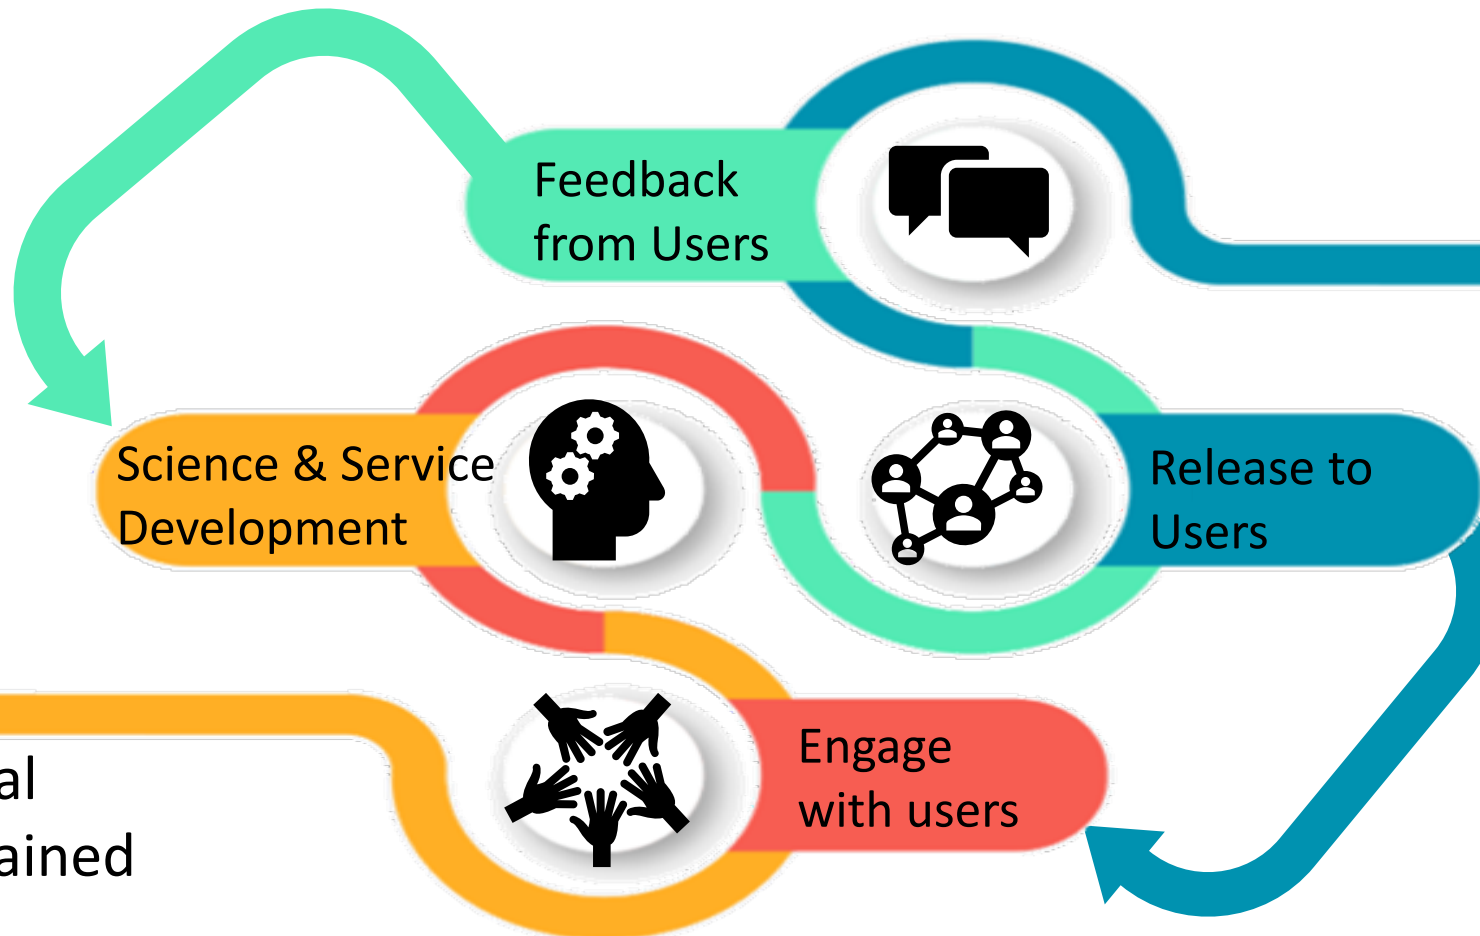 Feedback
from Users
Science & Service
Development
Release to
Users
Engage
with users
al
ained